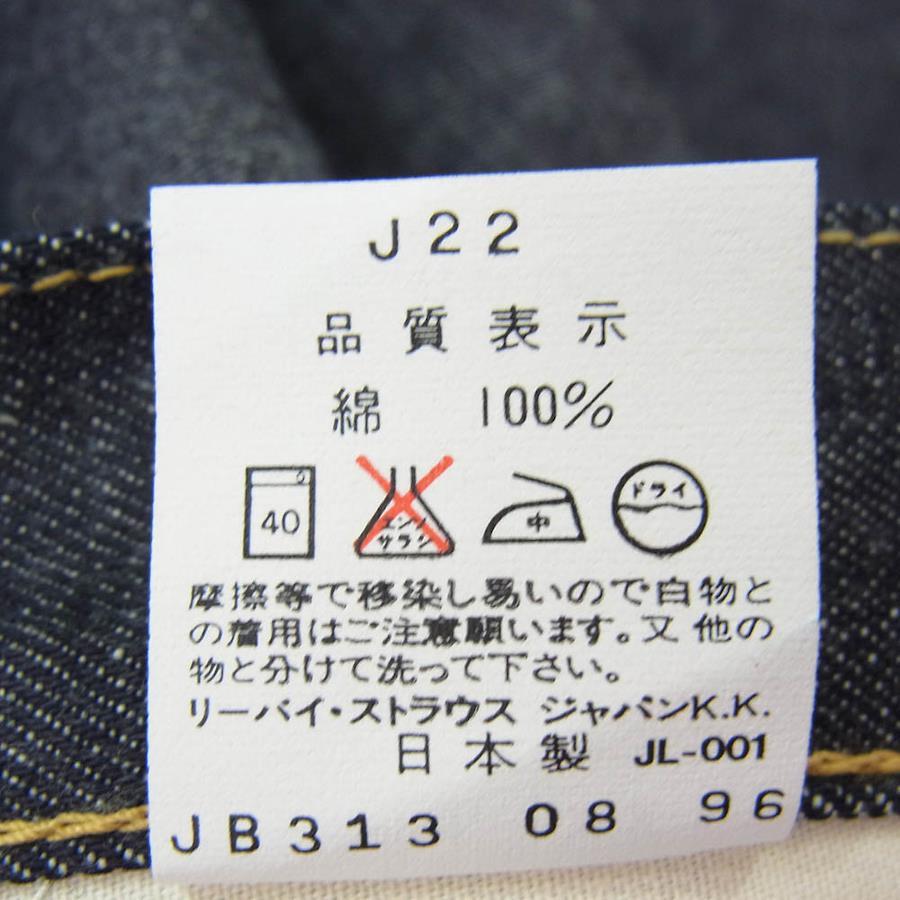 J22
品質表示
綿 100%
40 エンソサラシ 中 ドライ
摩擦等で移染し易いので白物と
の着用はご注意願います。又他の
物と分けて洗って下さい。
リーバイ・ストラウス ジャパンK.K.
日本製 JL-001
JB313 08 96